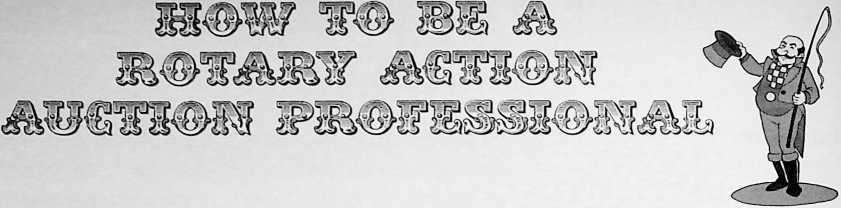 HOW TO BE A
ROTARY ACTION
AUCTION PROFESSIONAL